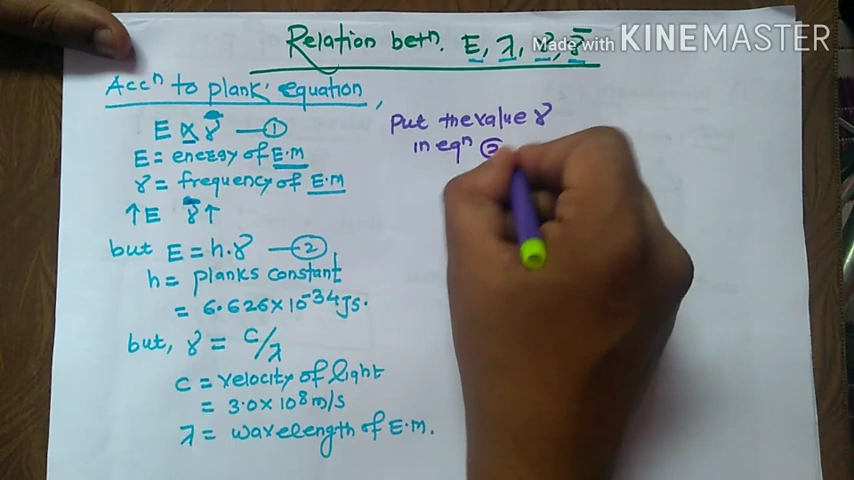 Relation betn. E, λ, ν, ν̅
Made with KINEMASTER
Accn to plank' equation,
E ∝ ν̅ —①
E = energy of E.M
ν = frequency of E.M
↑E ν̅↑
but E = h.ν —②
h = planks constant
= 6.626 × 10⁻³⁴ Js.
but, ν = c/λ
c = velocity of light
= 3.0 × 10⁸ m/s
λ = wavelength of E.M.
Put the value ν
in eqn ②